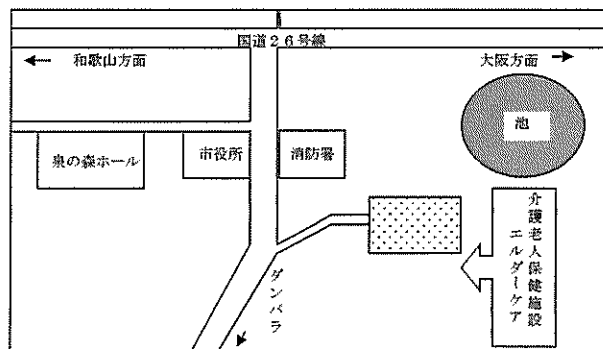 国道２６号線
和歌山方面
大阪方面
池
泉の森ホール
市役所
消防署
介護老人保健施設
エルダーケア
ダンバラ